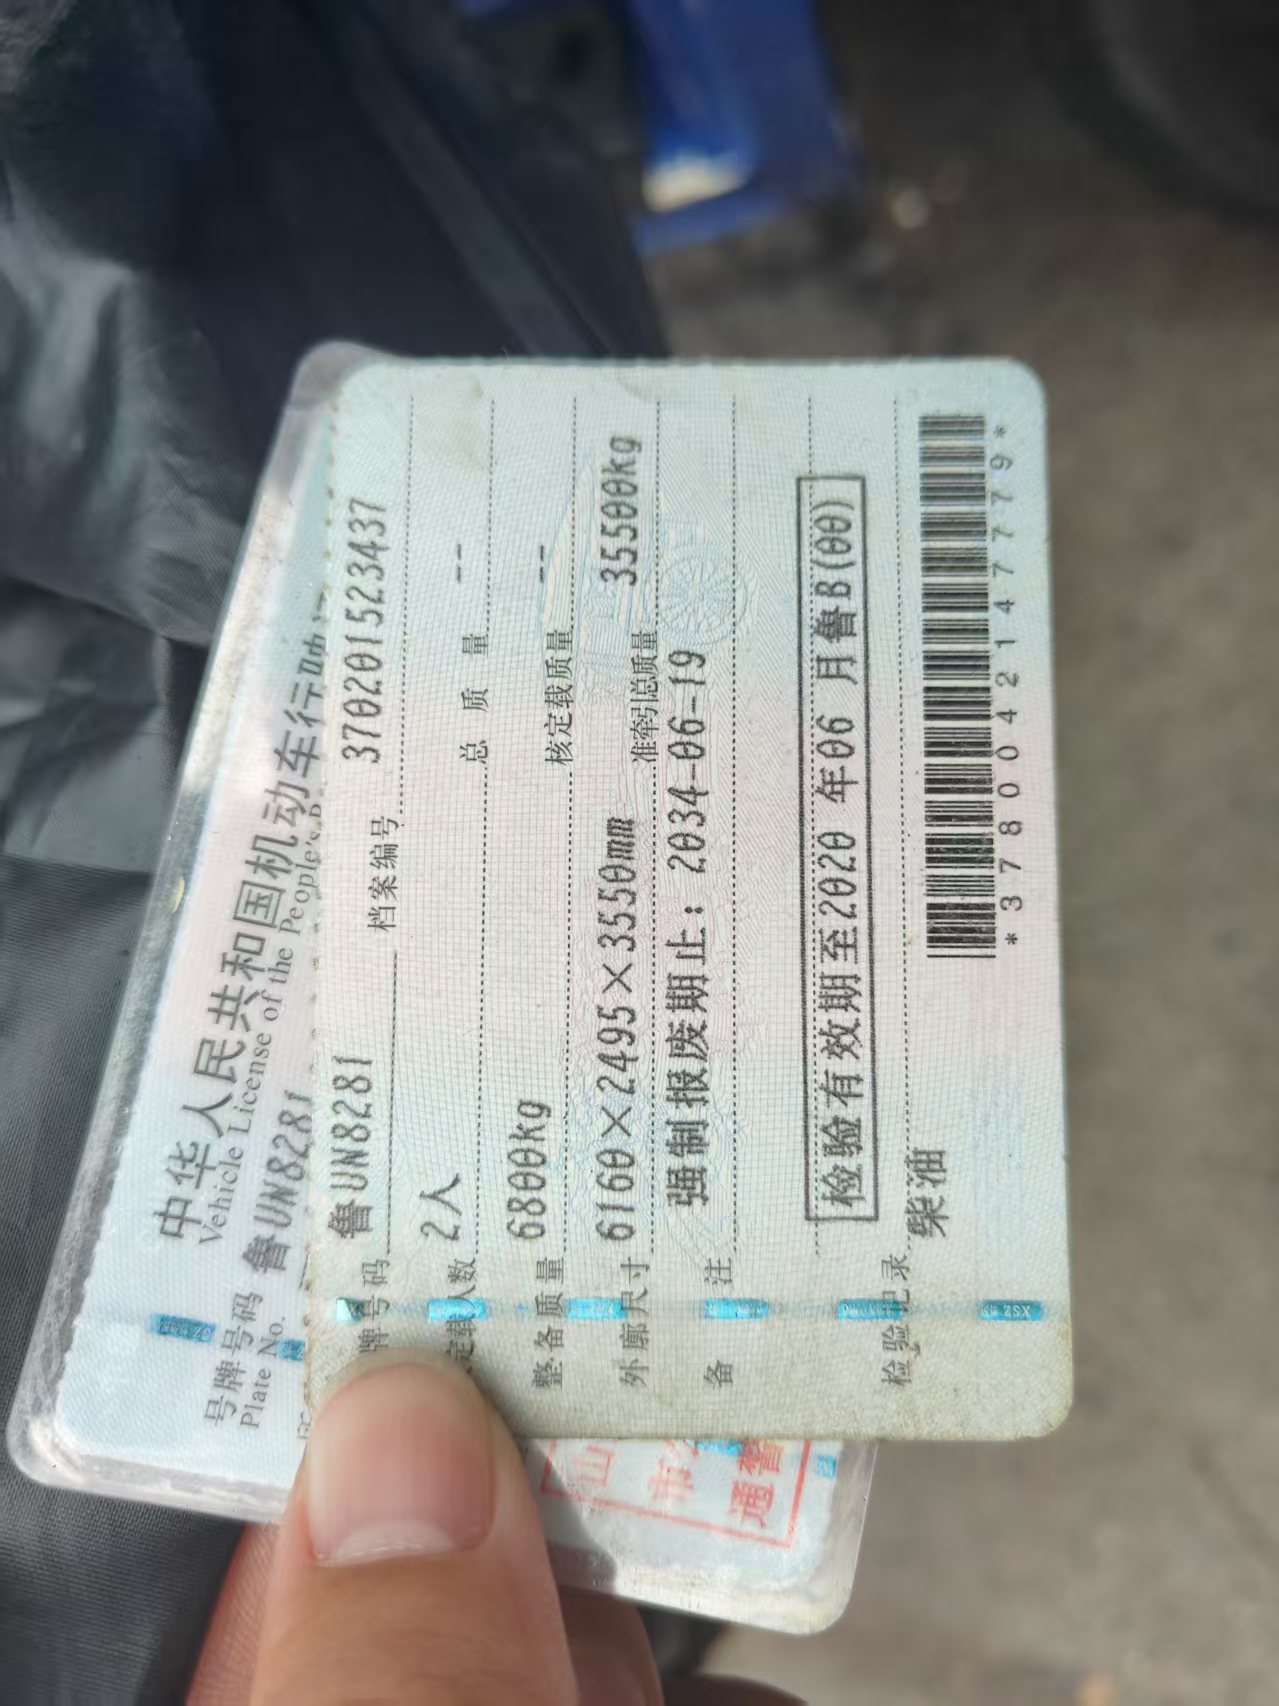 中华人民共和国机动车行驶
Vehicle License of the People's R
号牌号码 鲁UN8281
Plate No.
号牌号码 鲁UN8281 档案编号 370201523437
定载人数 2人 总质量 --
整备质量 6800kg 核定载质量 --
外廓尺寸 6160×2495×3550mm 准牵引总质量 35500kg
备注 强制报废期止：2034-06-19
检验有效期至2020 年06 月鲁B(00)
检验记录
柴油
*3780042147779*
山
市公
通警